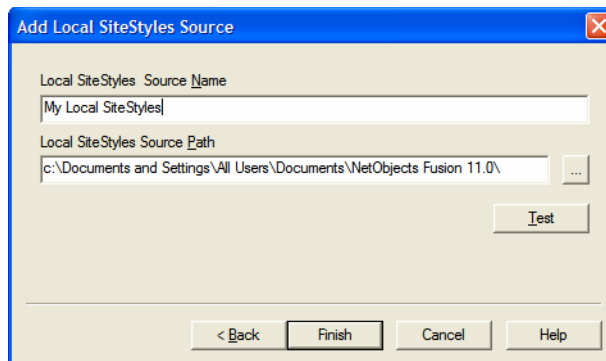 Add Local SiteStyles Source
Local SiteStyles Source Name
My Local SiteStyles
Local SiteStyles Source Path
c:\Documents and Settings\All Users\Documents\NetObjects Fusion 11.0\
...
Test
< Back Finish Cancel Help